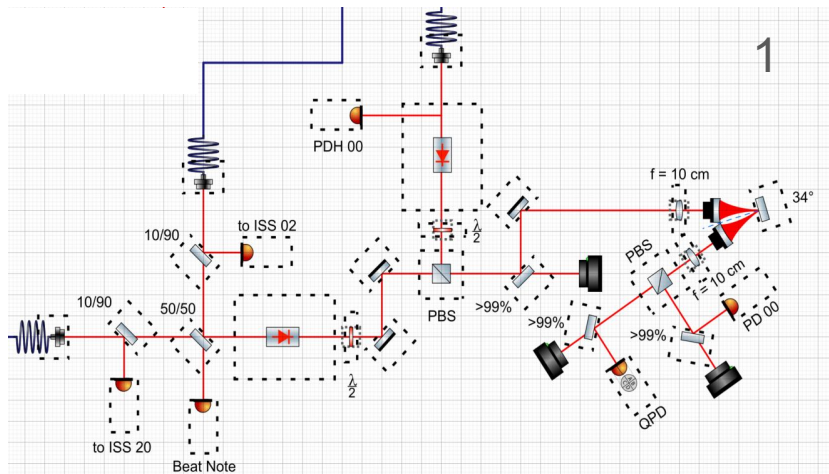 1
PDH 00
f = 10 cm
34°
to ISS 02
10/90
λ
2
PBS
10/90
50/50
PBS
f = 10 cm
PD 00
>99%
>99%
>99%
λ
2
QPD
to ISS 20
Beat Note